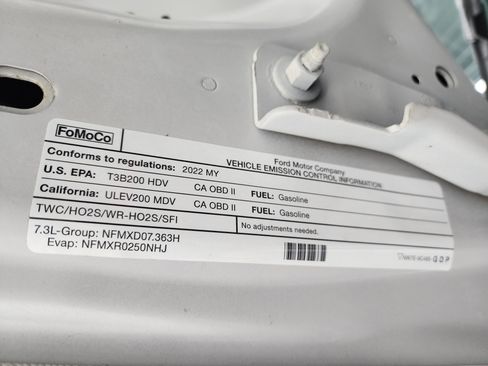 FoMoCo
Ford Motor Company
VEHICLE EMISSION CONTROL INFORMATION
Conforms to regulations: 2022 MY
U.S. EPA: T3B200 HDV CA OBD II FUEL: Gasoline
California: ULEV200 MDV CA OBD II FUEL: Gasoline
TWC/HO2S/WR-HO2S/SFI No adjustments needed.
7.3L-Group: NFMXD07.363H
Evap: NFMXR0250NHJ